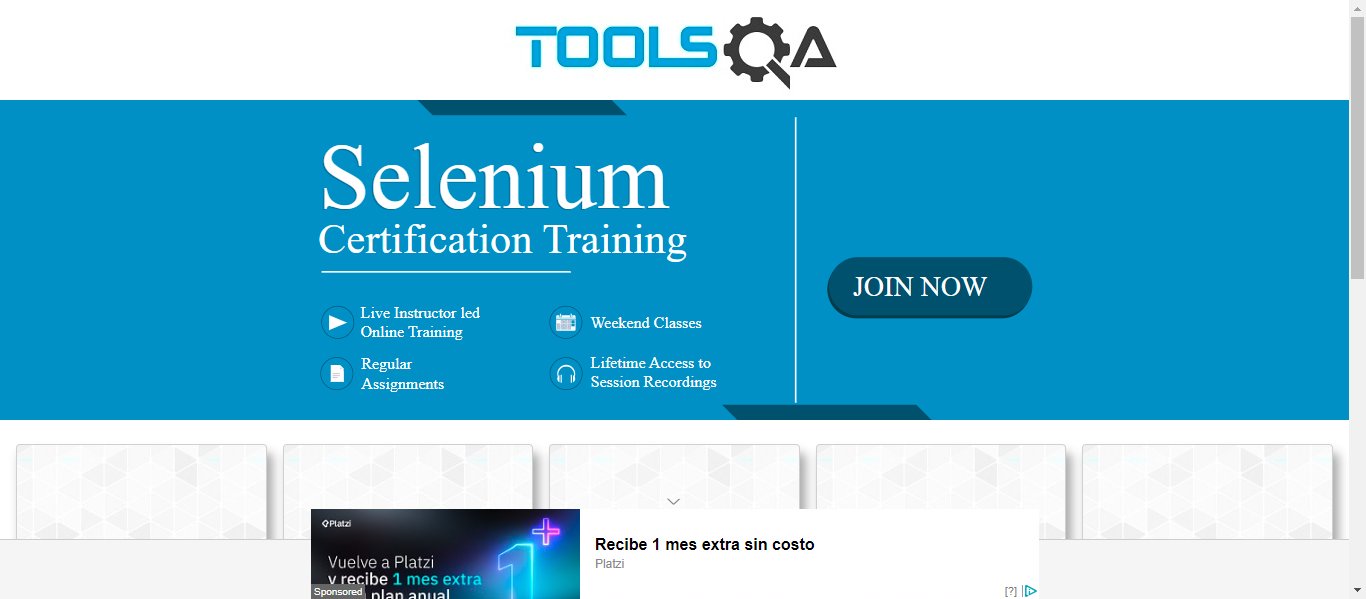 TOOLSQA
Selenium
Certification Training
JOIN NOW
Live Instructor led
Online Training
Weekend Classes
Regular
Assignments
Lifetime Access to
Session Recordings
Platzi
Vuelve a Platzi
y recibe 1 mes extra
plan anual
Sponsored
Recibe 1 mes extra sin costo
Platzi
[?]